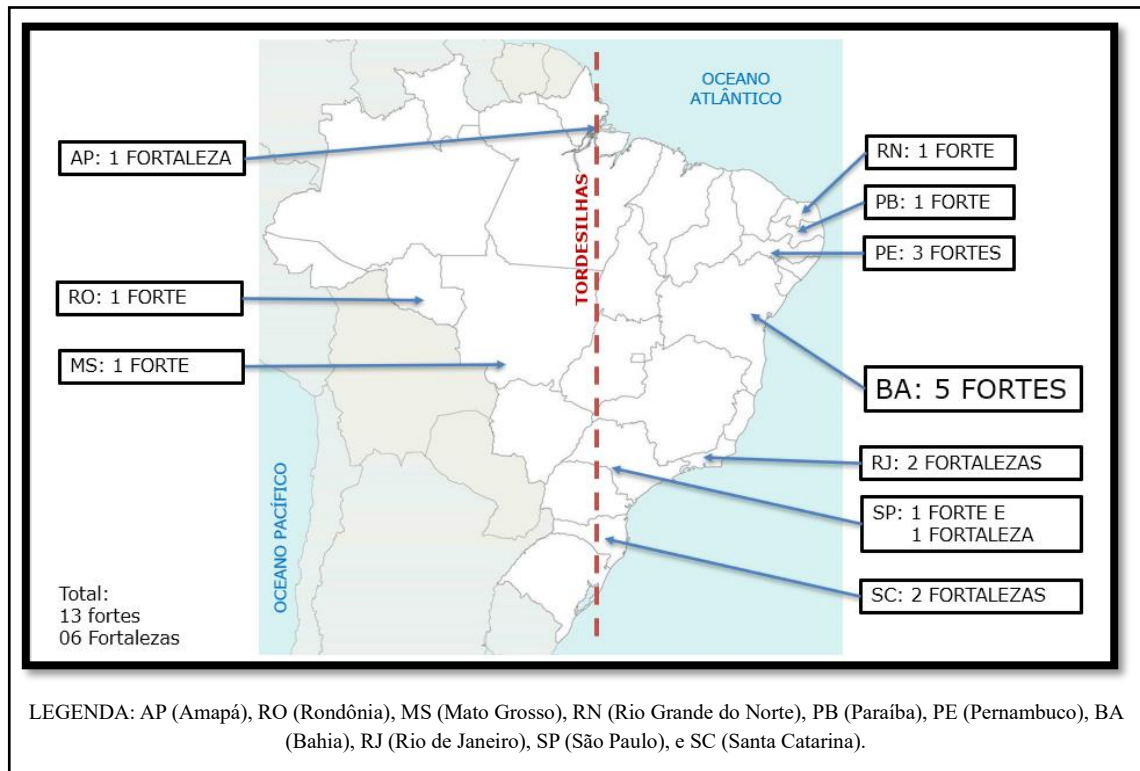 OCEANO
ATLÂNTICO
AP: 1 FORTALEZA
RN: 1 FORTE
PB: 1 FORTE
PE: 3 FORTES
TORDESILHAS
RO: 1 FORTE
MS: 1 FORTE
BA: 5 FORTES
RJ: 2 FORTALEZAS
SP: 1 FORTE E
1 FORTALEZA
OCEANO PACÍFICO
SC: 2 FORTALEZAS
Total:
13 fortes
06 Fortalezas
LEGENDA: AP (Amapá), RO (Rondônia), MS (Mato Grosso), RN (Rio Grande do Norte), PB (Paraíba), PE (Pernambuco), BA
(Bahia), RJ (Rio de Janeiro), SP (São Paulo), e SC (Santa Catarina).